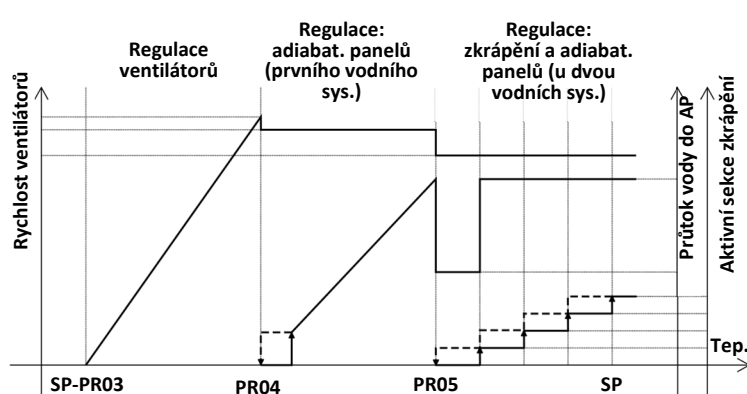 Regulace
ventilátorů
Regulace:
adiabat. panelů
(prvního vodního
sys.)
Regulace:
zkrápění a adiabat.
panelů (u dvou
vodních sys.)
Rychlost ventilátorů
Průtok vody do AP
Aktivní sekce zkrápění
Tep.
SP-PR03
PR04
PR05
SP